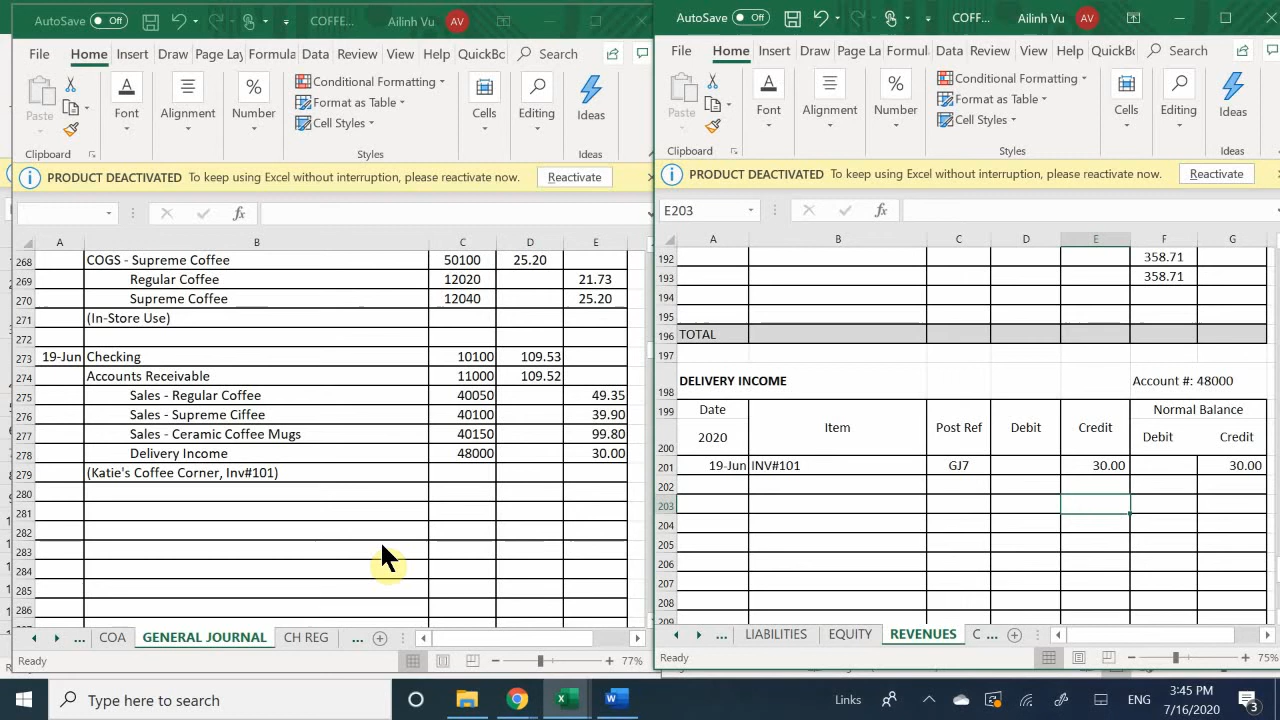 AutoSave Off COFFE... Ailinh Vu AV
File Home Insert Draw Page Lay Formula Data Review View Help QuickBc Search
Paste
Clipboard
Font
Alignment
Number
Conditional Formatting
Format as Table
Cell Styles
Styles
Cells
Editing
Ideas
Ideas
PRODUCT DEACTIVATED To keep using Excel without interruption, please reactivate now. Reactivate
fx
A B C D E
268 COGS - Supreme Coffee 50100 25.20
269 Regular Coffee 12020 21.73
270 Supreme Coffee 12040 25.20
271 (In-Store Use)
272
273 19-Jun Checking 10100 109.53
274 Accounts Receivable 11000 109.52
275 Sales - Regular Coffee 40050 49.35
276 Sales - Supreme Ciffee 40100 39.90
277 Sales - Ceramic Coffee Mugs 40150 99.80
278 Delivery Income 48000 30.00
279 (Katie's Coffee Corner, Inv#101)
280
281
282
283
284
285
286
... COA GENERAL JOURNAL CH REG ...
Ready 77%
AutoSave Off COFF... Ailinh Vu AV
File Home Insert Draw Page La Formul Data Review View Help QuickBc Search
Paste
Clipboard
Font
Alignment
Number
Conditional Formatting
Format as Table
Cell Styles
Styles
Cells
Editing
Ideas
Ideas
PRODUCT DEACTIVATED To keep using Excel without interruption, please reactivate now. Reactivate
E203 fx
A B C D E F G
192 358.71
193 358.71
194
195
196 TOTAL
197
198 DELIVERY INCOME Account #: 48000
199 Date Normal Balance
Item Post Ref Debit Credit
200 2020 Debit Credit
201 19-Jun INV#101 GJ7 30.00 30.00
202
203
204
205
206
207
208
209
... LIABILITIES EQUITY REVENUES C ...
Ready 75%
Type here to search
Links
ENG
3:45 PM
7/16/2020
3